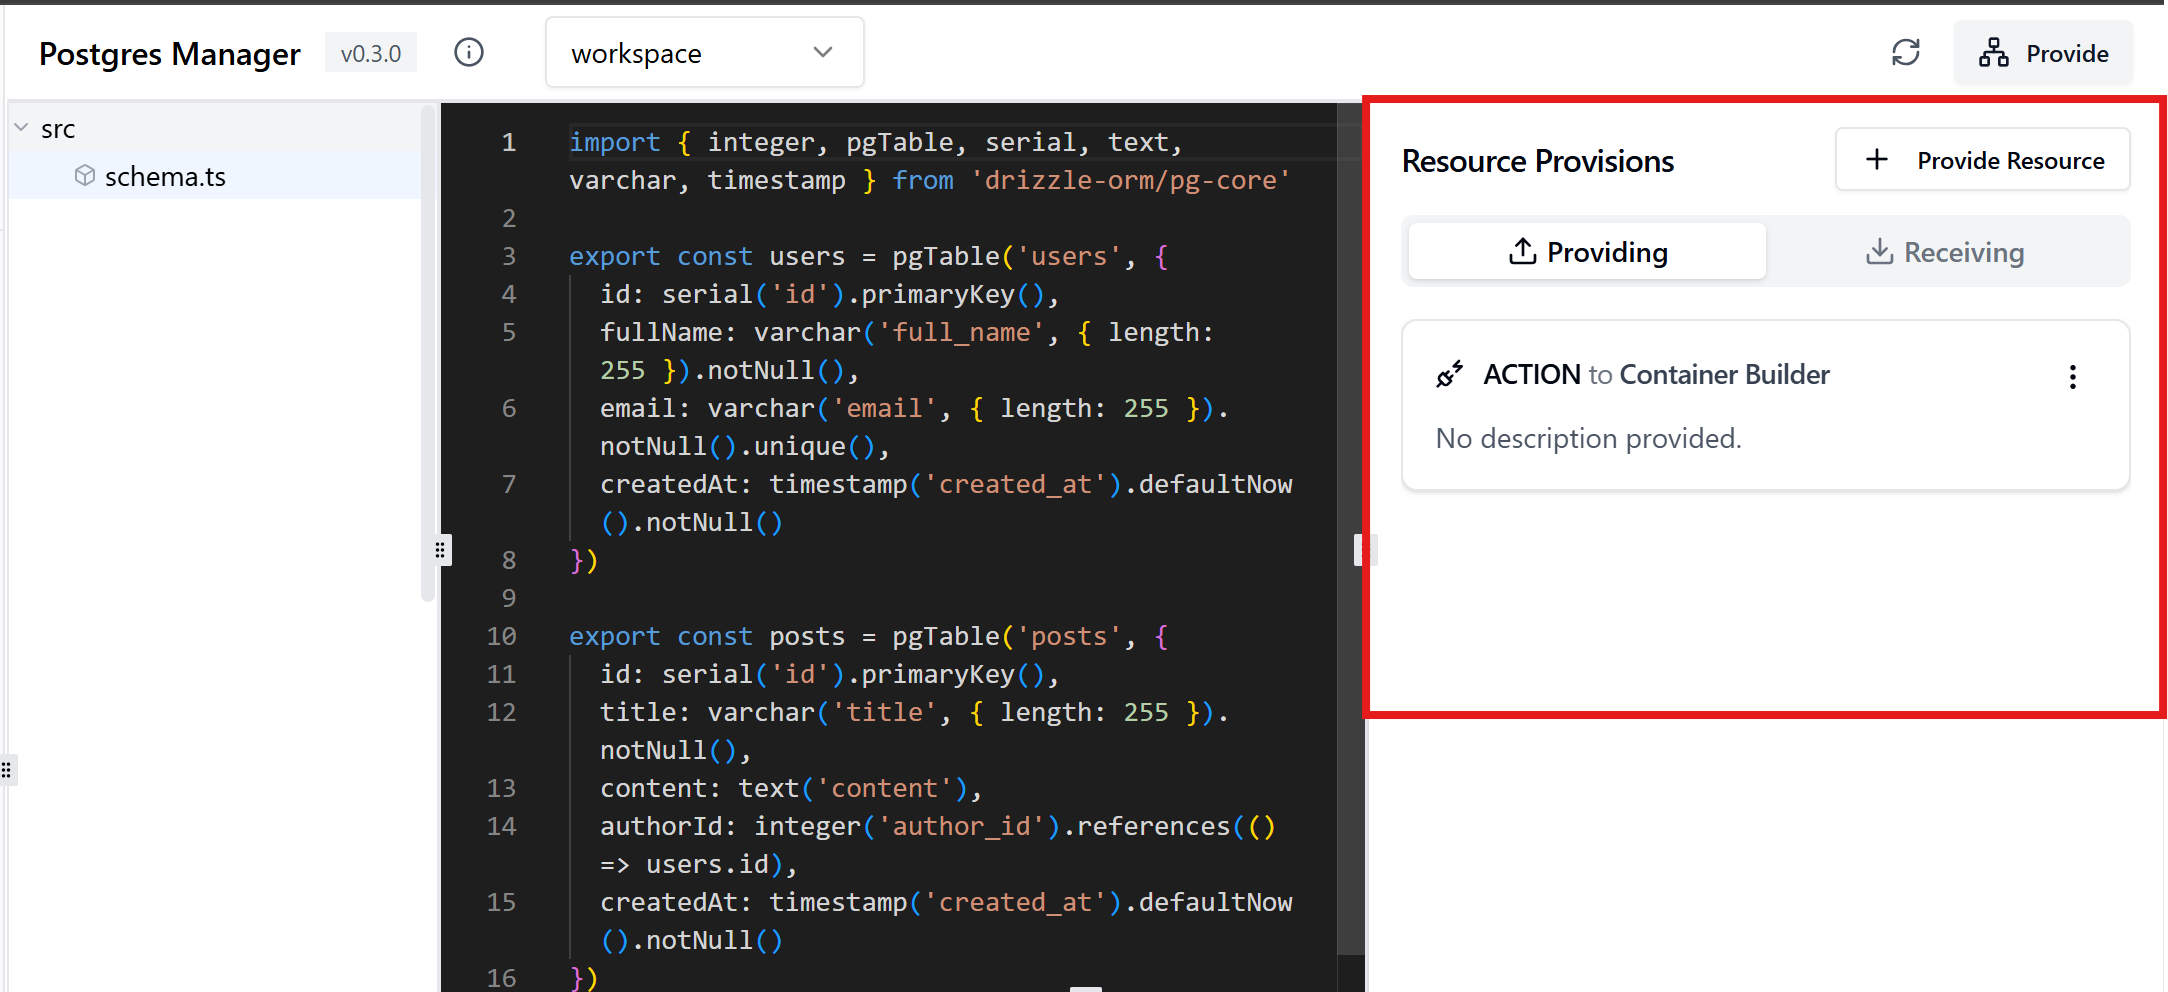 Postgres Manager v0.3.0 workspace Provide
src
schema.ts
1 import { integer, pgTable, serial, text,
varchar, timestamp } from 'drizzle-orm/pg-core'
2
3 export const users = pgTable('users', {
4 id: serial('id').primaryKey(),
5 fullName: varchar('full_name', { length:
255 }).notNull(),
6 email: varchar('email', { length: 255 }).
notNull().unique(),
7 createdAt: timestamp('created_at').defaultNow
().notNull()
8 })
9
10 export const posts = pgTable('posts', {
11 id: serial('id').primaryKey(),
12 title: varchar('title', { length: 255 }).
notNull(),
13 content: text('content'),
14 authorId: integer('author_id').references(()
=> users.id),
15 createdAt: timestamp('created_at').defaultNow
().notNull()
16 })
Resource Provisions
Provide Resource
Providing Receiving
ACTION to Container Builder
No description provided.